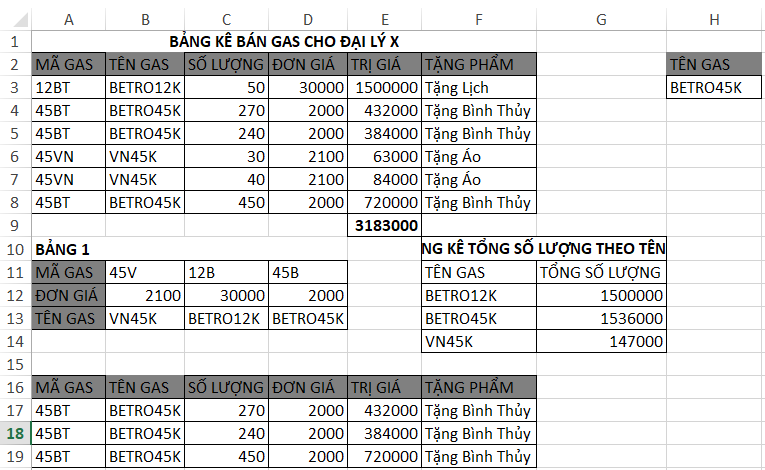 A B C D E F G H
1 BẢNG KÊ BÁN GAS CHO ĐẠI LÝ X
2 MÃ GAS TÊN GAS SỐ LƯỢNG ĐƠN GIÁ TRỊ GIÁ TẶNG PHẨM TÊN GAS
3 12BT BETRO12K 50 30000 1500000 Tặng Lịch BETRO45K
4 45BT BETRO45K 270 2000 432000 Tặng Bình Thủy
5 45BT BETRO45K 240 2000 384000 Tặng Bình Thủy
6 45VN VN45K 30 2100 63000 Tặng Áo
7 45VN VN45K 40 2100 84000 Tặng Áo
8 45BT BETRO45K 450 2000 720000 Tặng Bình Thủy
9 3183000
10 BẢNG 1 NG KÊ TỔNG SỐ LƯỢNG THEO TÊN
11 MÃ GAS 45V 12B 45B TÊN GAS TỔNG SỐ LƯỢNG
12 ĐƠN GIÁ 2100 30000 2000 BETRO12K 1500000
13 TÊN GAS VN45K BETRO12K BETRO45K BETRO45K 1536000
14 VN45K 147000
15
16 MÃ GAS TÊN GAS SỐ LƯỢNG ĐƠN GIÁ TRỊ GIÁ TẶNG PHẨM
17 45BT BETRO45K 270 2000 432000 Tặng Bình Thủy
18 45BT BETRO45K 240 2000 384000 Tặng Bình Thủy
19 45BT BETRO45K 450 2000 720000 Tặng Bình Thủy